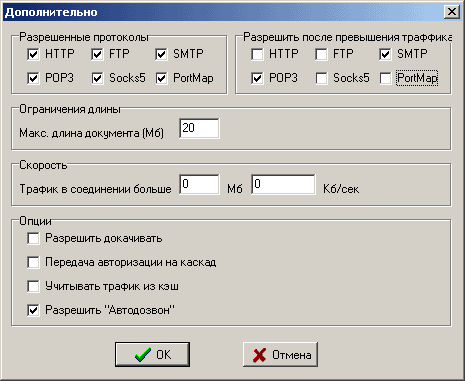 Дополнительно
Разрешенные протоколы
HTTP FTP SMTP
POP3 Socks5 PortMap
Разрешить после превышения траффика
HTTP FTP SMTP
POP3 Socks5 PortMap
Ограничения длины
Макс. длина документа (Мб) 20
Скорость
Трафик в соединении больше 0 Мб 0 Кб/сек
Опции
Разрешить докачивать
Передача авторизации на каскад
Учитывать трафик из кэш
Разрешить "Автодозвон"
OK Отмена